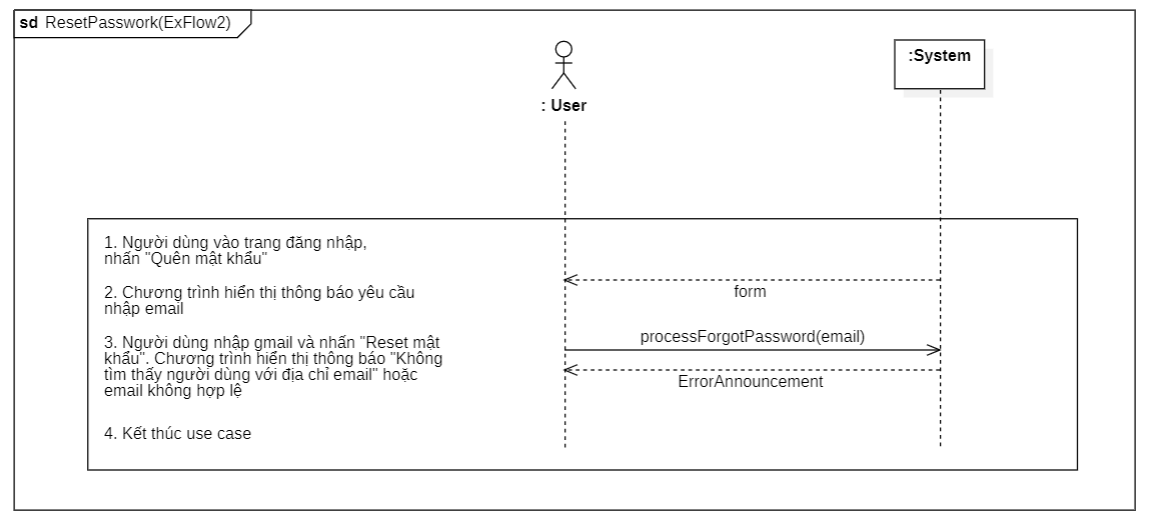 sd ResetPasswork(ExFlow2)
:System
: User
1. Người dùng vào trang đăng nhập,
nhấn "Quên mật khẩu"
2. Chương trình hiển thị thông báo yêu cầu
nhập email
form
3. Người dùng nhập gmail và nhấn "Reset mật
khẩu". Chương trình hiển thị thông báo "Không
tìm thấy người dùng với địa chỉ email" hoặc
email không hợp lệ
processForgotPassword(email)
ErrorAnnouncement
4. Kết thúc use case